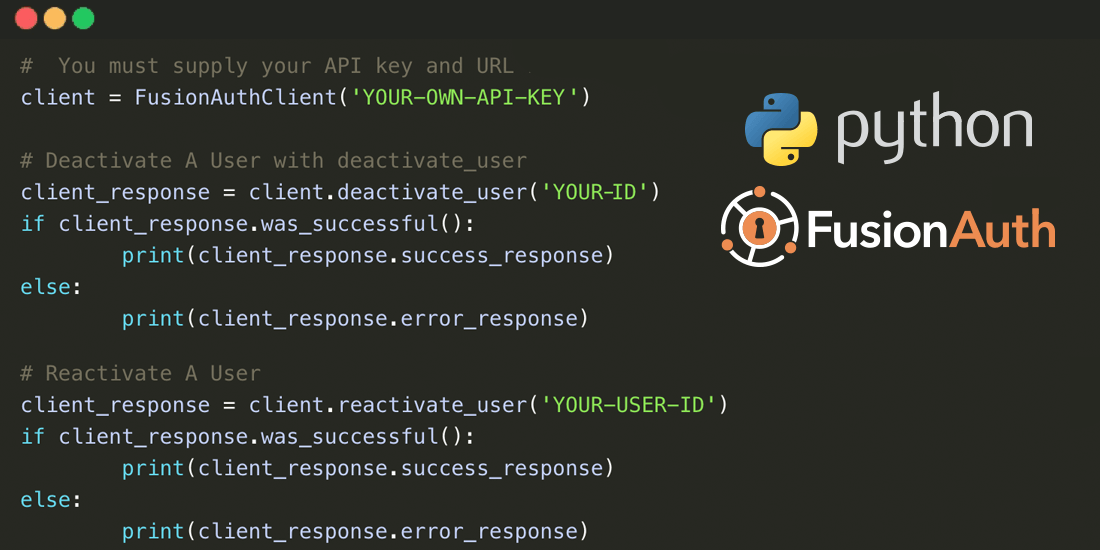 #  You must supply your API key and URL
client = FusionAuthClient('YOUR-OWN-API-KEY')
# Deactivate A User with deactivate_user
client_response = client.deactivate_user('YOUR-ID')
if client_response.was_successful():
        print(client_response.success_response)
else:
        print(client_response.error_response)
# Reactivate A User
client_response = client.reactivate_user('YOUR-USER-ID')
if client_response.was_successful():
        print(client_response.success_response)
else:
        print(client_response.error_response)
python
FusionAuth